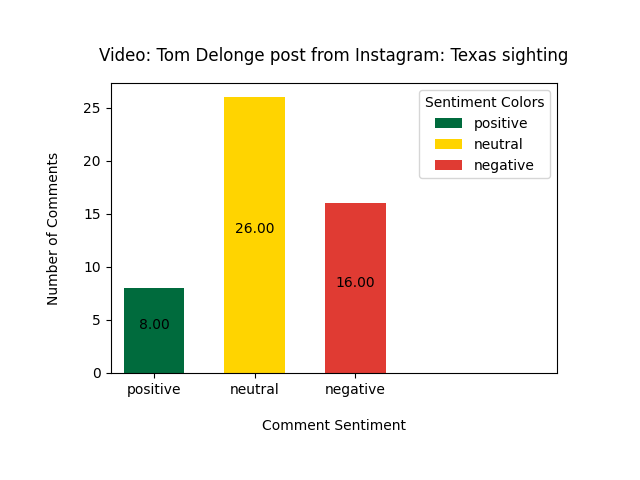 Video: Tom Delonge post from Instagram: Texas sighting
Sentiment Colors
positive
neutral
negative
Number of Comments
25
20
15
10
5
0
8.00
26.00
16.00
positive
neutral
negative
Comment Sentiment